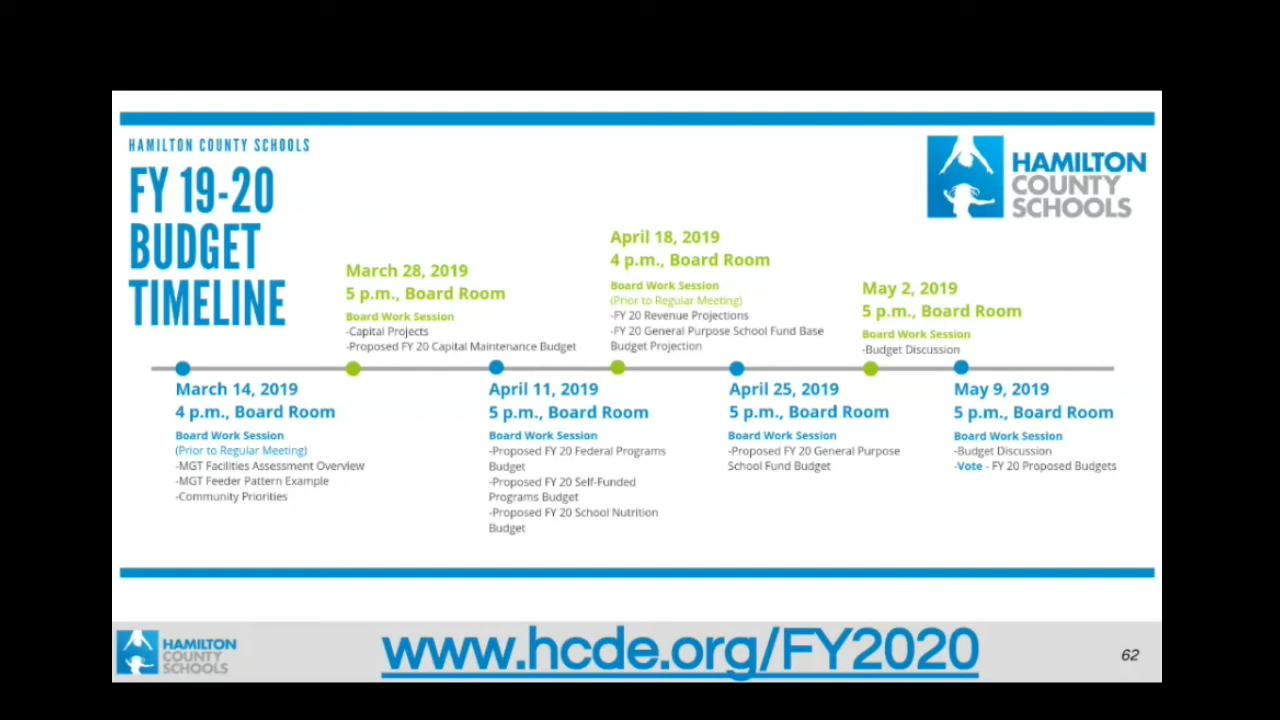 HAMILTON COUNTY SCHOOLS
FY 19-20
BUDGET
TIMELINE
HAMILTON
COUNTY
SCHOOLS
March 14, 2019
4 p.m., Board Room
Board Work Session
(Prior to Regular Meeting)
-MGT Facilities Assessment Overview
-MGT Feeder Pattern Example
-Community Priorities
March 28, 2019
5 p.m., Board Room
Board Work Session
-Capital Projects
-Proposed FY 20 Capital Maintenance Budget
April 11, 2019
5 p.m., Board Room
Board Work Session
-Proposed FY 20 Federal Programs
Budget
-Proposed FY 20 Self-Funded
Programs Budget
-Proposed FY 20 School Nutrition
Budget
April 18, 2019
4 p.m., Board Room
Board Work Session
(Prior to Regular Meeting)
-FY 20 Revenue Projections
-FY 20 General Purpose School Fund Base
Budget Projection
April 25, 2019
5 p.m., Board Room
Board Work Session
-Proposed FY 20 General Purpose
School Fund Budget
May 2, 2019
5 p.m., Board Room
Board Work Session
-Budget Discussion
May 9, 2019
5 p.m., Board Room
Board Work Session
-Budget Discussion
-Vote - FY 20 Proposed Budgets
HAMILTON
COUNTY
SCHOOLS
www.hcde.org/FY2020
62